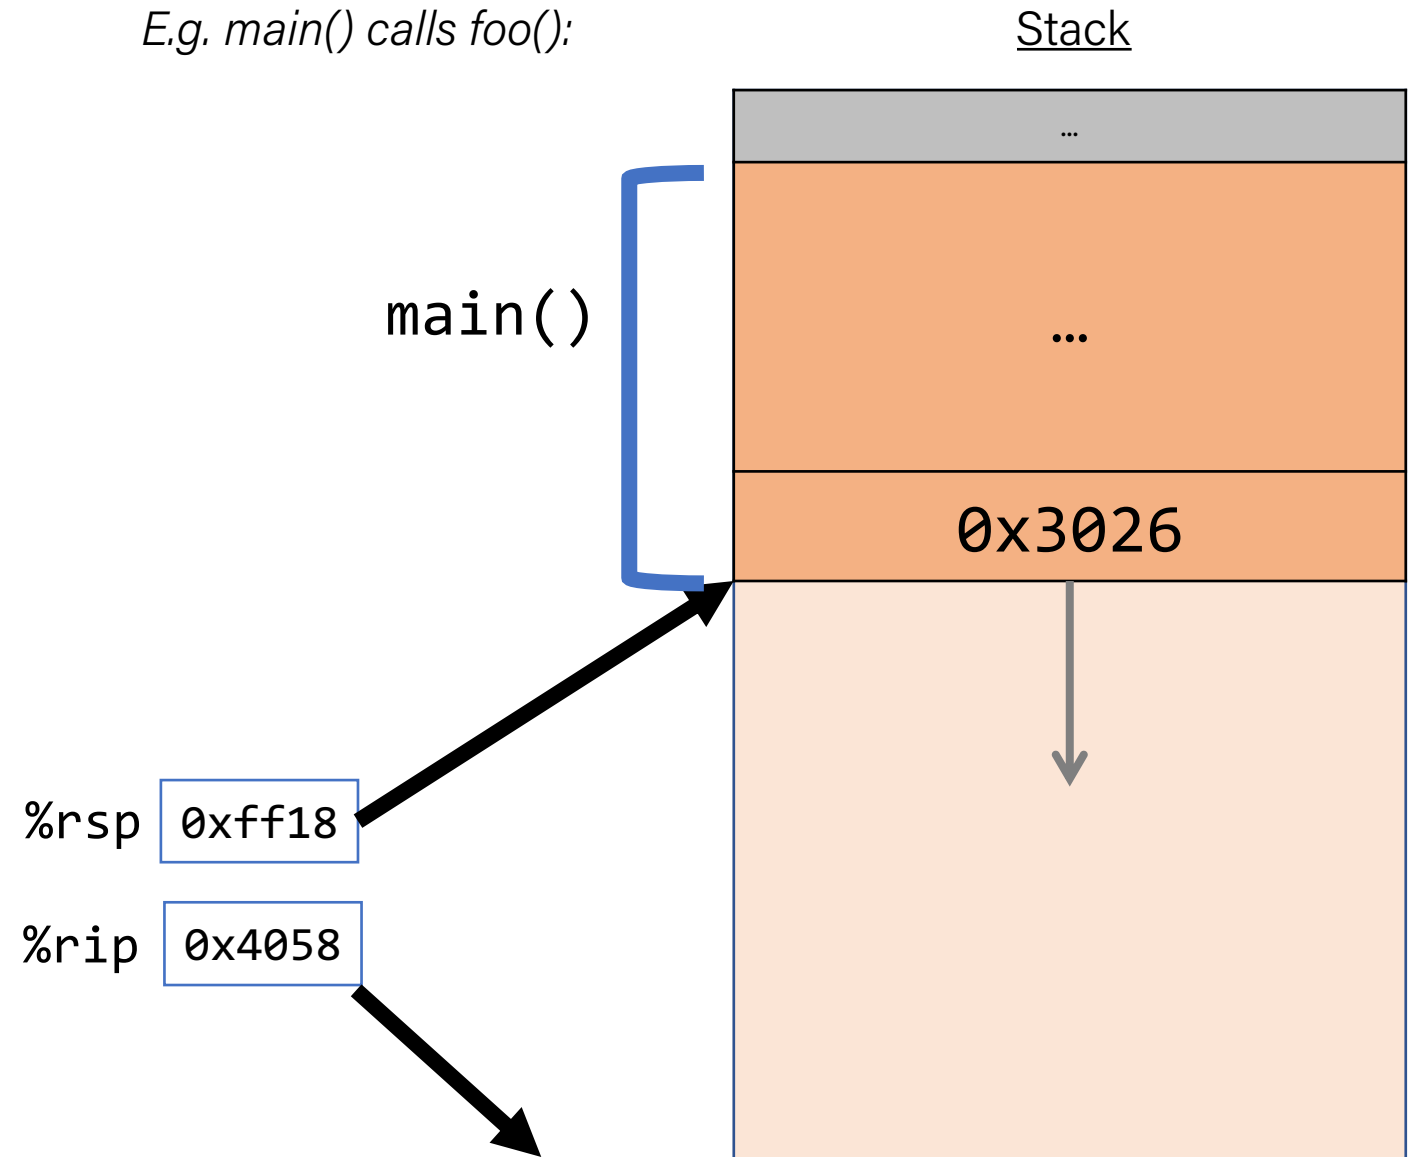 E.g. main() calls foo():
Stack
…
main()
…
0x3026
%rsp 0xff18
%rip 0x4058